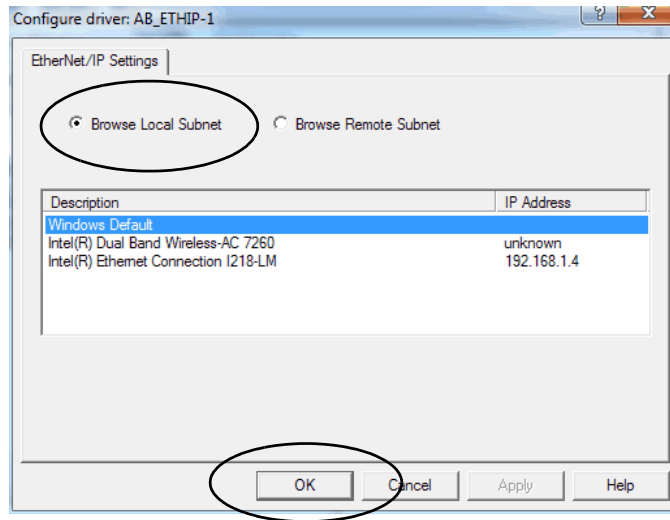 Configure driver: AB_ETHIP-1
? X
EtherNet/IP Settings
Browse Local Subnet Browse Remote Subnet
Description IP Address
Windows Default
Intel(R) Dual Band Wireless-AC 7260 unknown
Intel(R) Ethernet Connection I218-LM 192.168.1.4
OK Cancel Apply Help